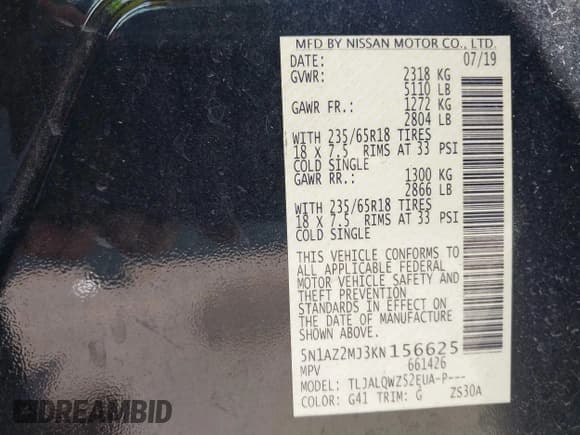 MFD BY NISSAN MOTOR CO., LTD.
DATE: 07/19
GVWR: 2318 KG
5110 LB
GAWR FR.: 1272 KG
2804 LB
WITH 235/65R18 TIRES
18 X 7.5 RIMS AT 33 PSI
COLD SINGLE
GAWR RR.: 1300 KG
2866 LB
WITH 235/65R18 TIRES
18 X 7.5 RIMS AT 33 PSI
COLD SINGLE
THIS VEHICLE CONFORMS TO
ALL APPLICABLE FEDERAL
MOTOR VEHICLE SAFETY AND
THEFT PREVENTION
STANDARDS IN EFFECT ON
THE DATE OF MANUFACTURE
SHOWN ABOVE.
5N1AZ2MJ3KN156625
MPV 661426
MODEL: TLJALQWZS2EUA-P---
COLOR: G41 TRIM: G ZS30A
DREAMBID